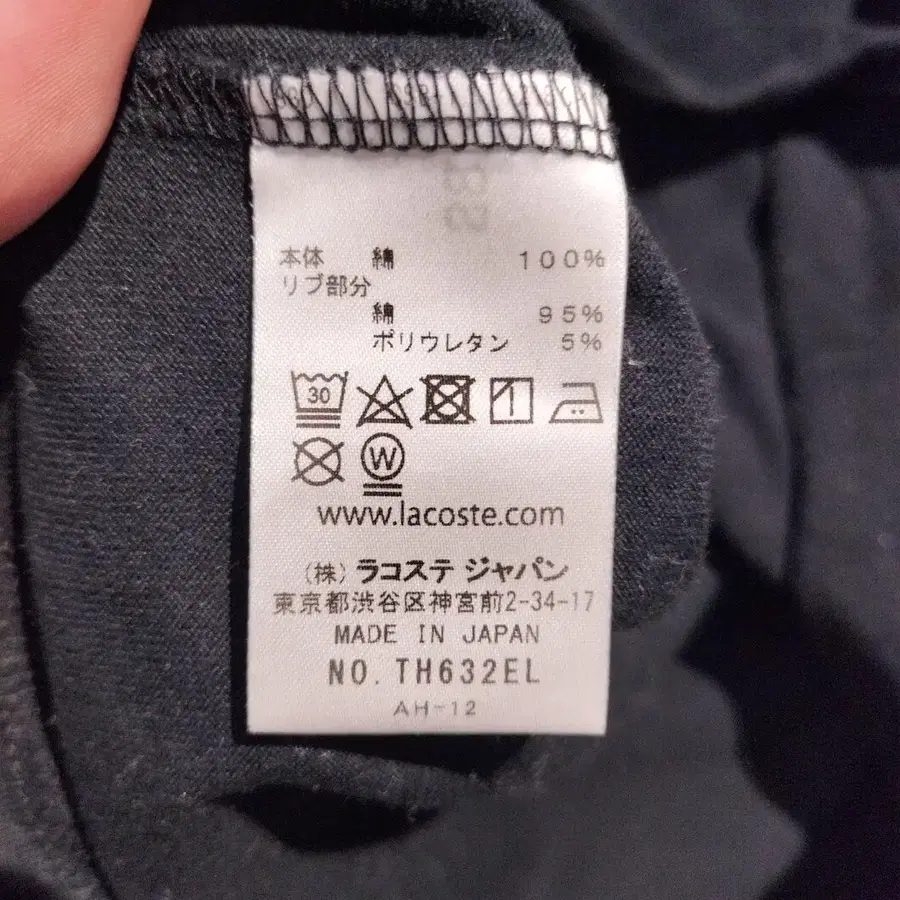 本体 綿 100%
リブ部分
綿 95%
ポリウレタン 5%
30
W
www.lacoste.com
(株) ラコステ ジャパン
東京都渋谷区神宮前2-34-17
MADE IN JAPAN
NO. TH632EL
AH-12